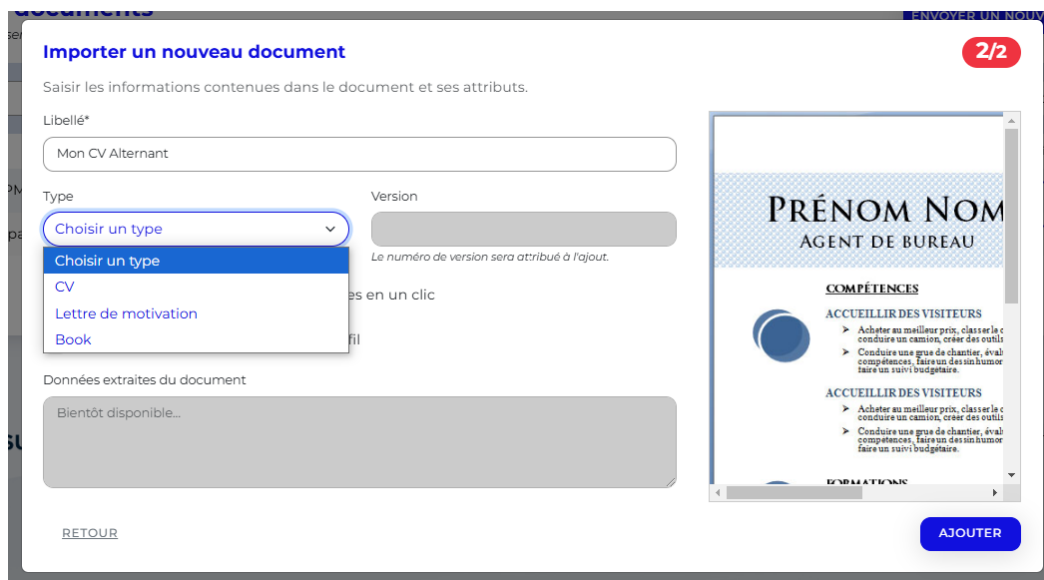 documents
ENVOYER UN NOUV
Importer un nouveau document
2/2
Saisir les informations contenues dans le document et ses attributs.
Libellé*
Mon CV Alternant
Type
Version
Choisir un type
Le numéro de version sera attribué à l'ajout.
Choisir un type
CV
es en un clic
Lettre de motivation
Book
fil
Données extraites du document
Bientôt disponible...
RETOUR
AJOUTER
PRÉNOM NOM
AGENT DE BUREAU
COMPÉTENCES
ACCUEILLIR DES VISITEURS
Acheter au meilleur prix, classer le c
conduire un camion, créer des outils
Conduire une grue de chantier, éval
compétences, faire un dessin humor
faire un suivi budgétaire.
ACCUEILLIR DES VISITEURS
Acheter au meilleur prix, classer le c
conduire un camion, créer des outils
Conduire une grue de chantier, éval
compétences, faire un dessin humor
faire un suivi budgétaire.
FORMATIONS